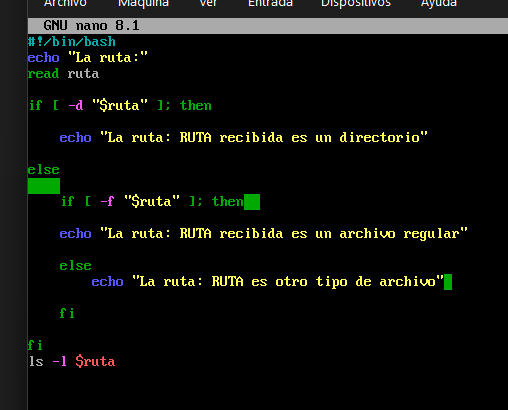 Archivo Máquina Ver Entrada Dispositivos Ayuda
GNU nano 8.1
#!/bin/bash
echo "La ruta:"
read ruta
if [ -d "$ruta" ]; then
echo "La ruta: RUTA recibida es un directorio"
else
if [ -f "$ruta" ]; then
echo "La ruta: RUTA recibida es un archivo regular"
else
echo "La ruta: RUTA es otro tipo de archivo"
fi
fi
ls -l $ruta